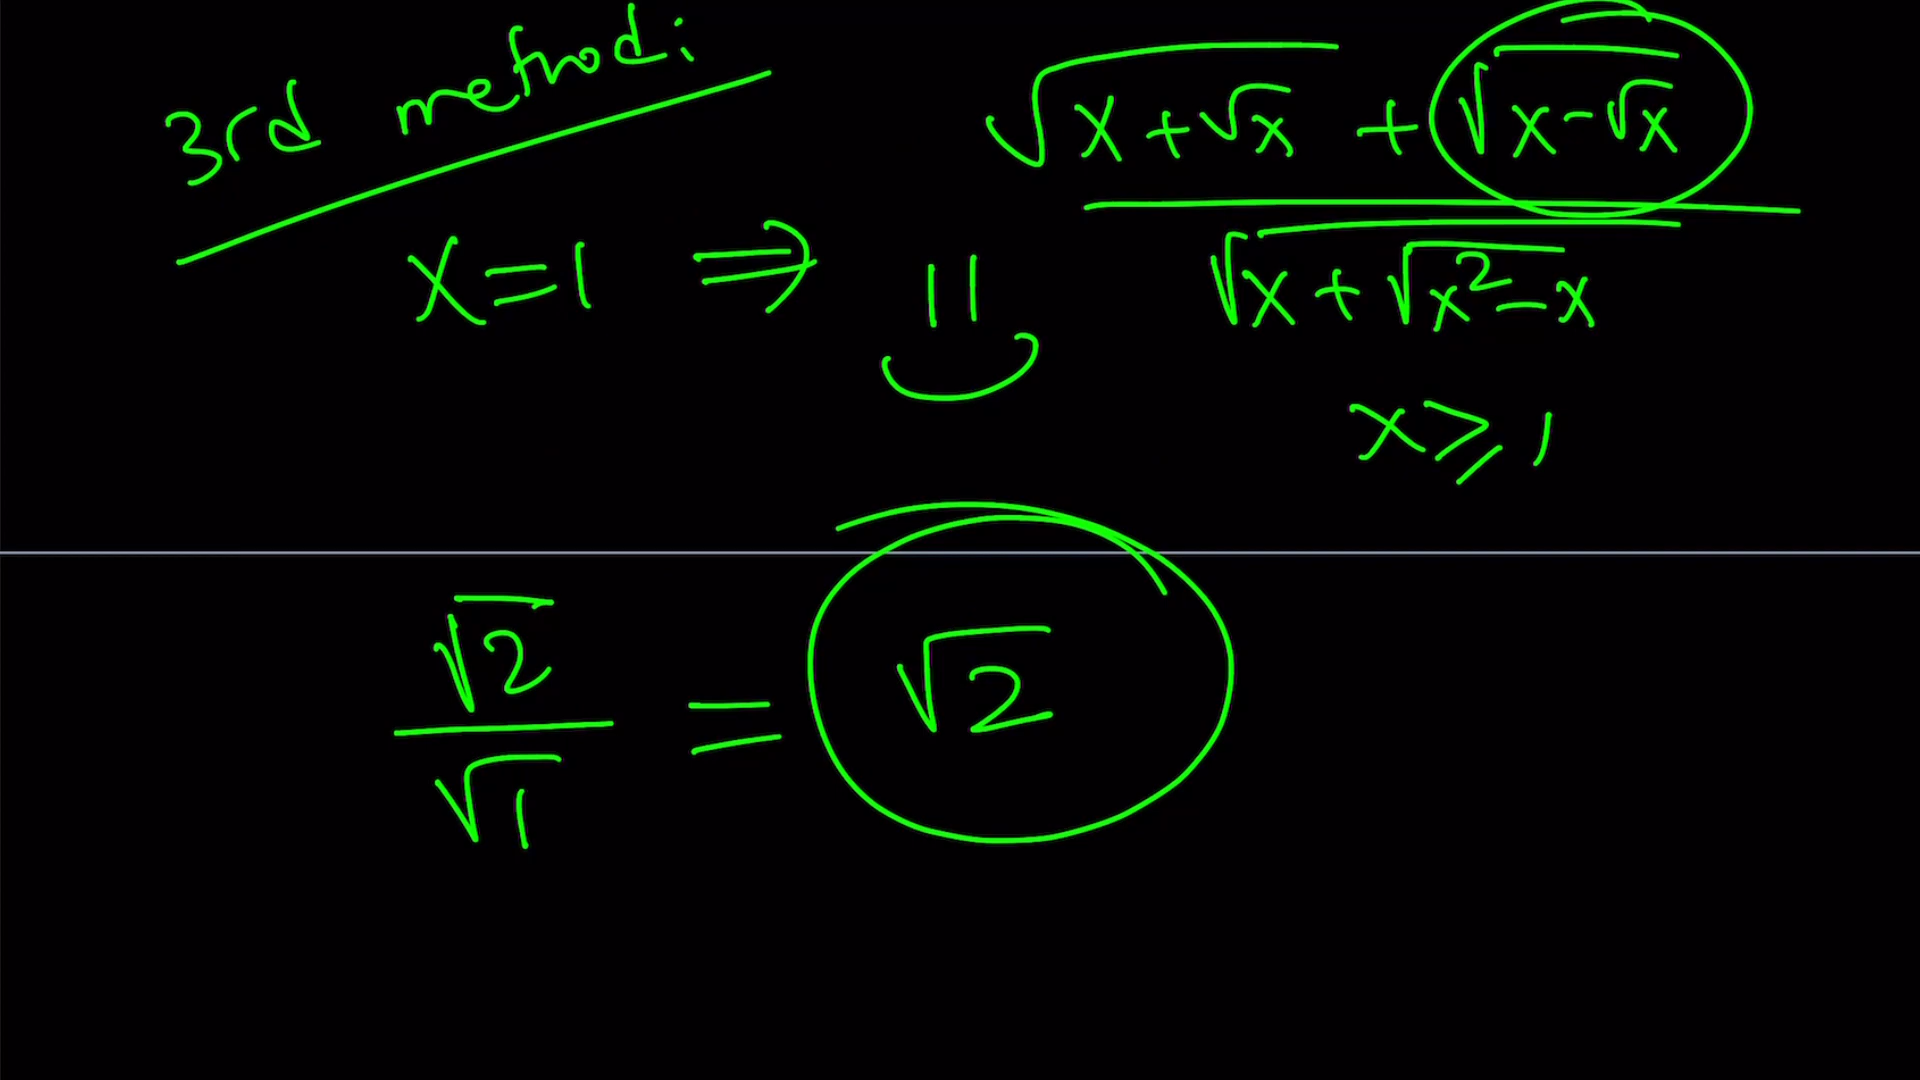 3rd method:
√(x+√x) + √(x-√x)
x=1 ⇒
√(x+√(x²-x))
x⩾1
√2/√1 = √2